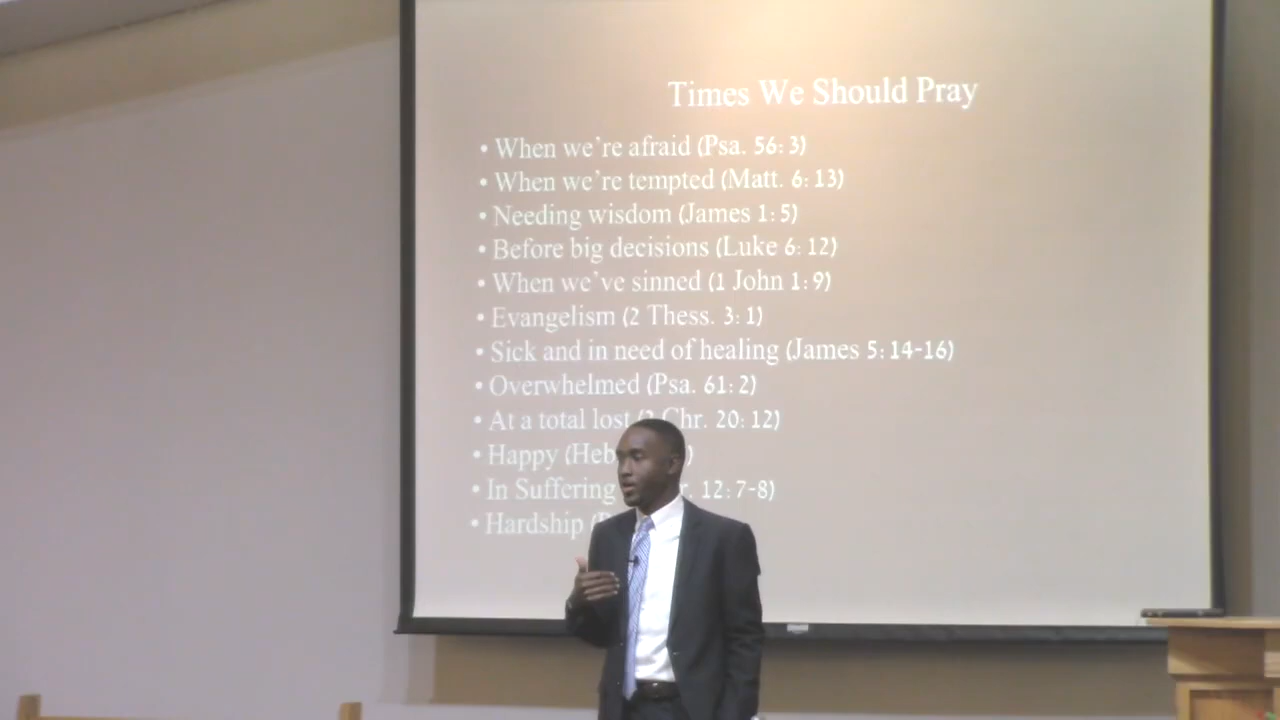 Times We Should Pray
• When we're afraid (Psa. 56:3)
• When we're tempted (Matt. 6:13)
• Needing wisdom (James 1:5)
• Before big decisions (Luke 6:12)
• When we've sinned (1 John 1:9)
• Evangelism (2 Thess. 3:1)
• Sick and in need of healing (James 5:14-16)
• Overwhelmed (Psa. 61:2)
• At a total lost (2 Chr. 20:12)
• Happy (Heb )
• In Suffering r. 12:7-8)
• Hardship (